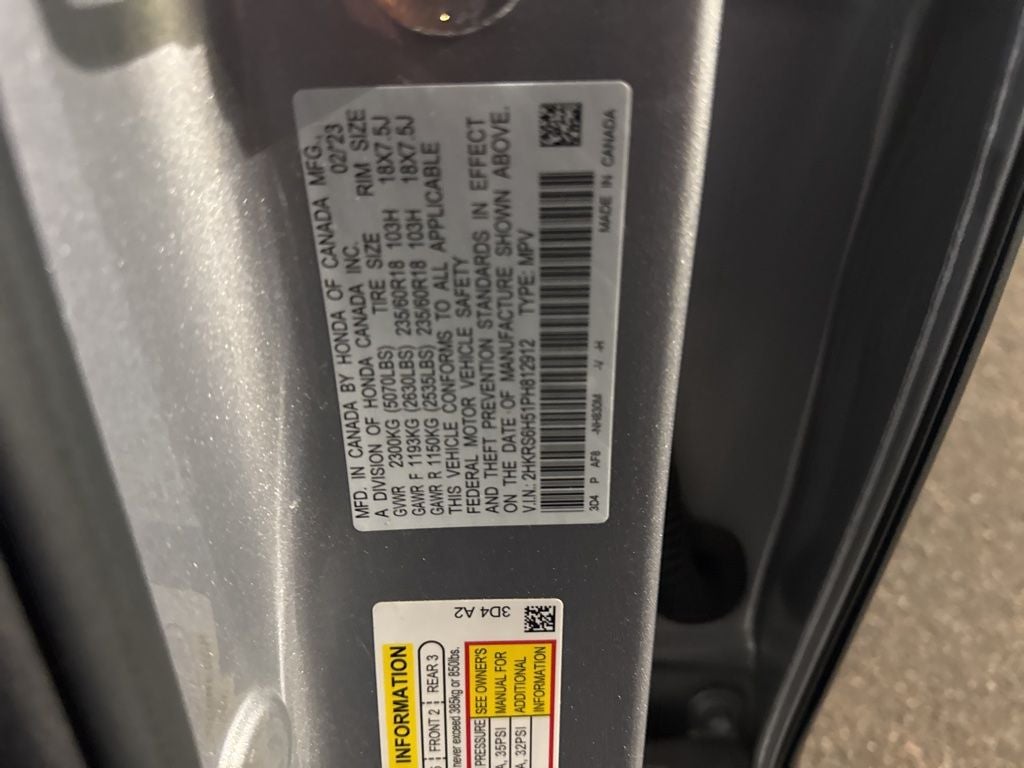 MFD. IN CANADA BY HONDA OF CANADA MFG.,
A DIVISION OF HONDA CANADA INC. 02/23
GVWR 2300KG (5070LBS) TIRE SIZE RIM SIZE
GAWR F 1193KG (2630LBS) 235/60R18 103H 18X7.5J
GAWR R 1150KG (2535LBS) 235/60R18 103H 18X7.5J
THIS VEHICLE CONFORMS TO ALL APPLICABLE
FEDERAL MOTOR VEHICLE SAFETY
AND THEFT PREVENTION STANDARDS IN EFFECT
ON THE DATE OF MANUFACTURE SHOWN ABOVE.
V.I.N.: 2HKRS6H51PH812912 TYPE: MPV
3D4 P AF8 -NH830M -V -H MADE IN CANADA
INFORMATION
FRONT 2 REAR 3
never exceed 385kg or 850lbs.
3D4 A2
PRESSURE SEE OWNER'S
35PSI MANUAL FOR
32PSI ADDITIONAL
INFORMATION